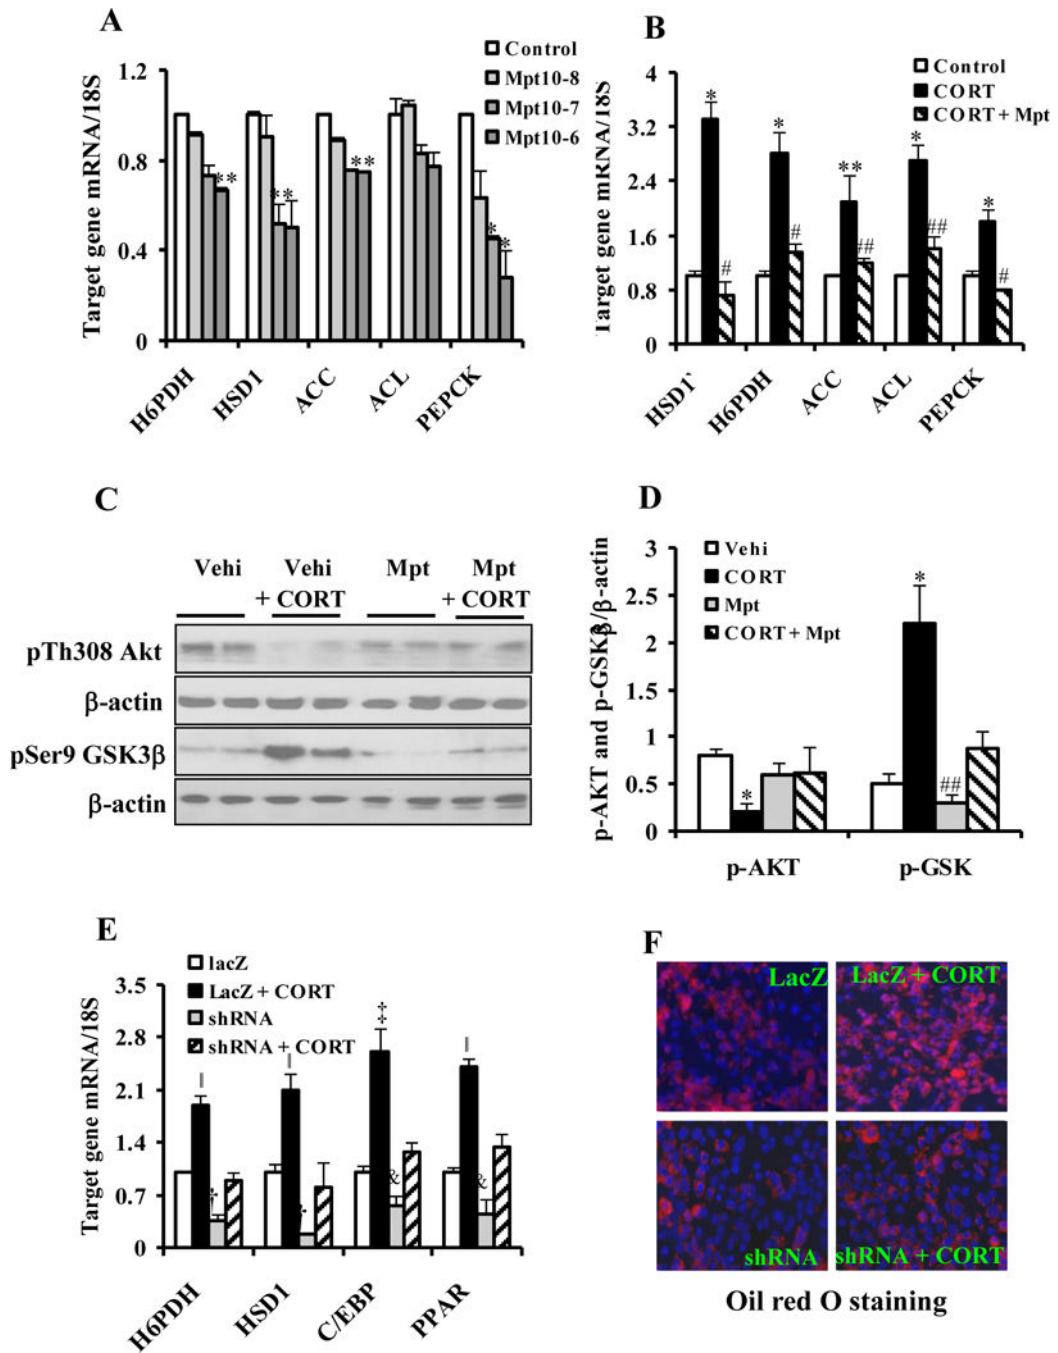 A
Control
Mpt10-8
Mpt10-7
Mpt10-6
Target gene mRNA/18S
1.2
0.8
0.4
0
** ** ** * *
H6PDH HSD1 ACC ACL PEPCK
B
Control
CORT
CORT + Mpt
Target gene mRNA/18S
4
3.2
2.4
1.6
0.8
0
* * ** * *
# # ## ## #
HSD1 H6PDH ACC ACL PEPCK
C
Vehi Vehi Mpt Mpt
+ CORT + CORT
pTh308 Akt
β-actin
pSer9 GSK3β
β-actin
D
Vehi
CORT
Mpt
CORT + Mpt
p-AKT and p-GSKβ/β-actin
3
2.5
2
1.5
1
0.5
0
* * ##
p-AKT p-GSK
E
lacZ
LacZ + CORT
shRNA
shRNA + CORT
Target gene mRNA/18S
3.5
2.8
2.1
1.4
0.7
0
| | ‡ |
† † & &
H6PDH HSD1 C/EBP PPAR
F
LacZ LacZ + CORT
shRNA shRNA + CORT
Oil red O staining